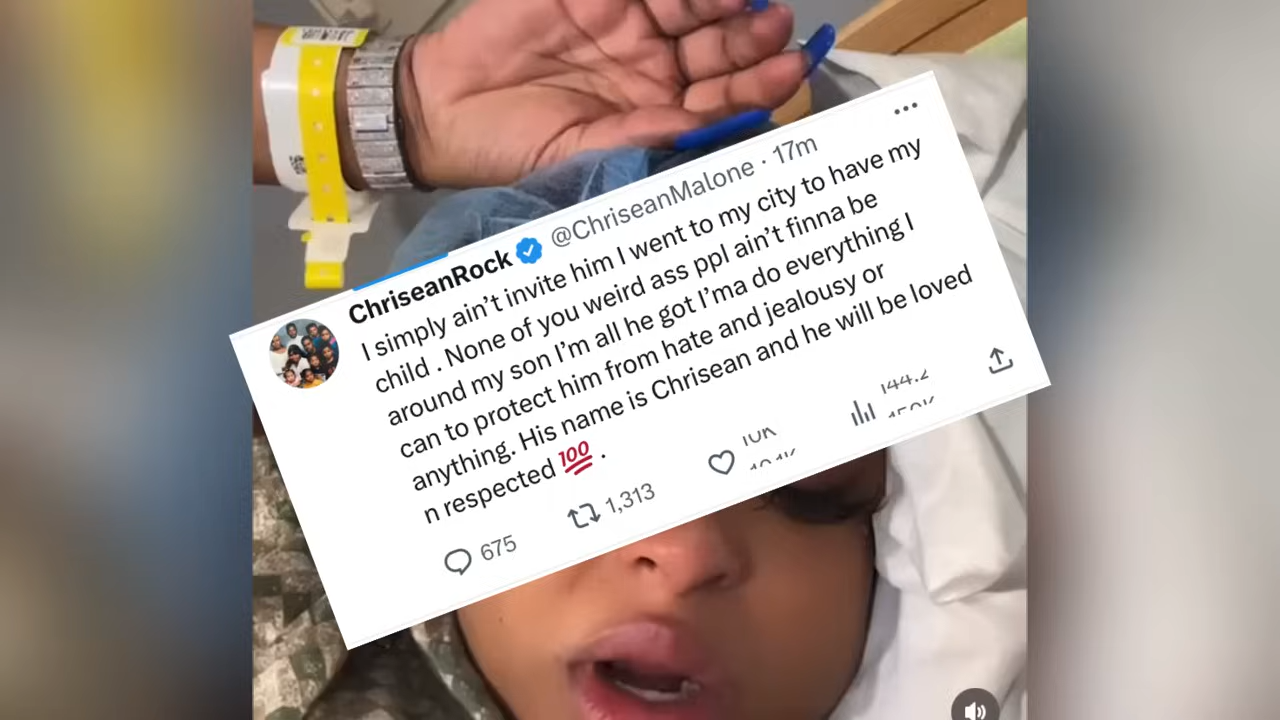 ChriseanRock @ChriseanMalone · 17m
I simply ain't invite him I went to my city to have my
child . None of you weird ass ppl ain't finna be
around my son I'm all he got I'ma do everything I
can to protect him from hate and jealousy or
anything. His name is Chrisean and he will be loved
n respected 💯 .
675 1,313